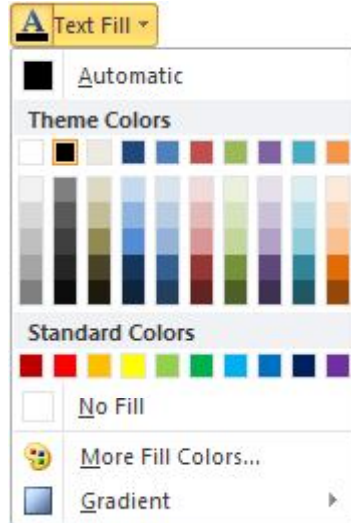 Text Fill
Automatic
Theme Colors
Standard Colors
No Fill
More Fill Colors...
Gradient